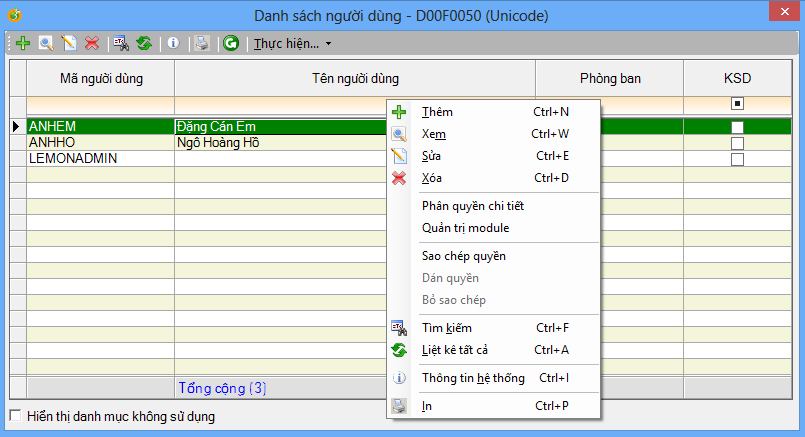 Danh sách người dùng - D00F0050 (Unicode)
Thực hiện...
Mã người dùng Tên người dùng Phòng ban KSD
ANHEM Đặng Cán Em
ANHHO Ngô Hoàng Hồ
LEMONADMIN
Thêm Ctrl+N
Xem Ctrl+W
Sửa Ctrl+E
Xóa Ctrl+D
Phân quyền chi tiết
Quản trị module
Sao chép quyền
Dán quyền
Bỏ sao chép
Tìm kiếm Ctrl+F
Liệt kê tất cả Ctrl+A
Thông tin hệ thống Ctrl+I
In Ctrl+P
Tổng cộng (3)
Hiển thị danh mục không sử dụng